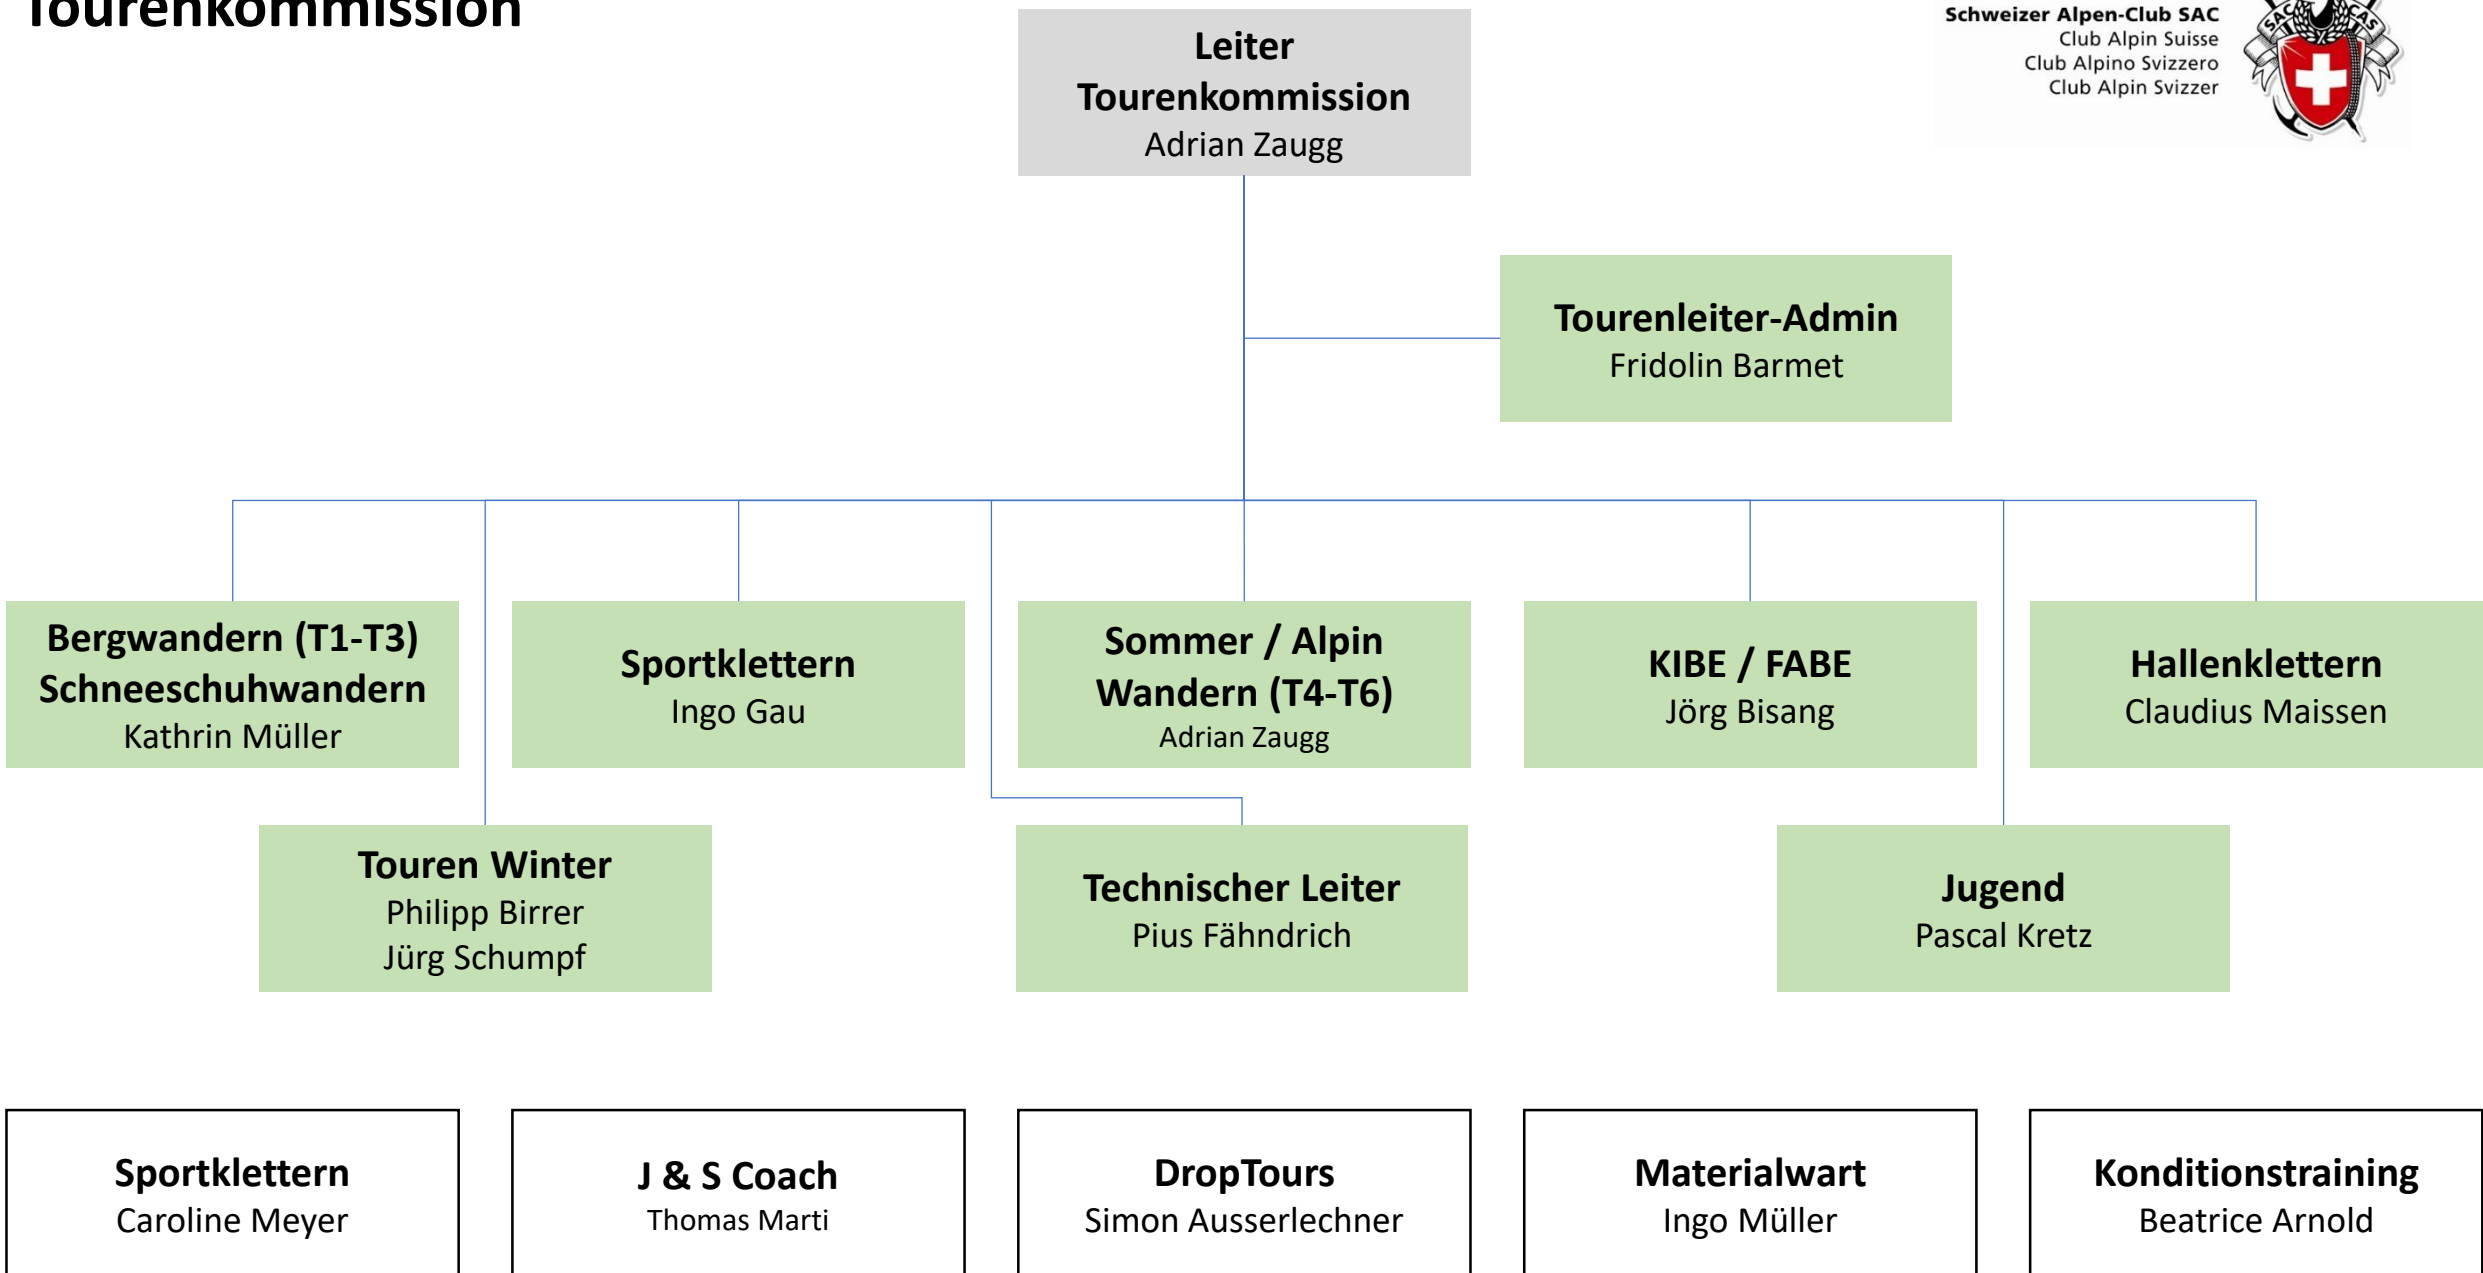 Tourenkommission
Schweizer Alpen-Club SAC
Club Alpin Suisse
Club Alpino Svizzero
Club Alpin Svizzer
SAC
CAS
Leiter
Tourenkommission
Adrian Zaugg
Tourenleiter-Admin
Fridolin Barmet
Bergwandern (T1-T3)
Schneeschuhwandern
Kathrin Müller
Sportklettern
Ingo Gau
Sommer / Alpin
Wandern (T4-T6)
Adrian Zaugg
KIBE / FABE
Jörg Bisang
Hallenklettern
Claudius Maissen
Touren Winter
Philipp Birrer
Jürg Schumpf
Technischer Leiter
Pius Fähndrich
Jugend
Pascal Kretz
Sportklettern
Caroline Meyer
J & S Coach
Thomas Marti
DropTours
Simon Ausserlechner
Materialwart
Ingo Müller
Konditionstraining
Beatrice Arnold